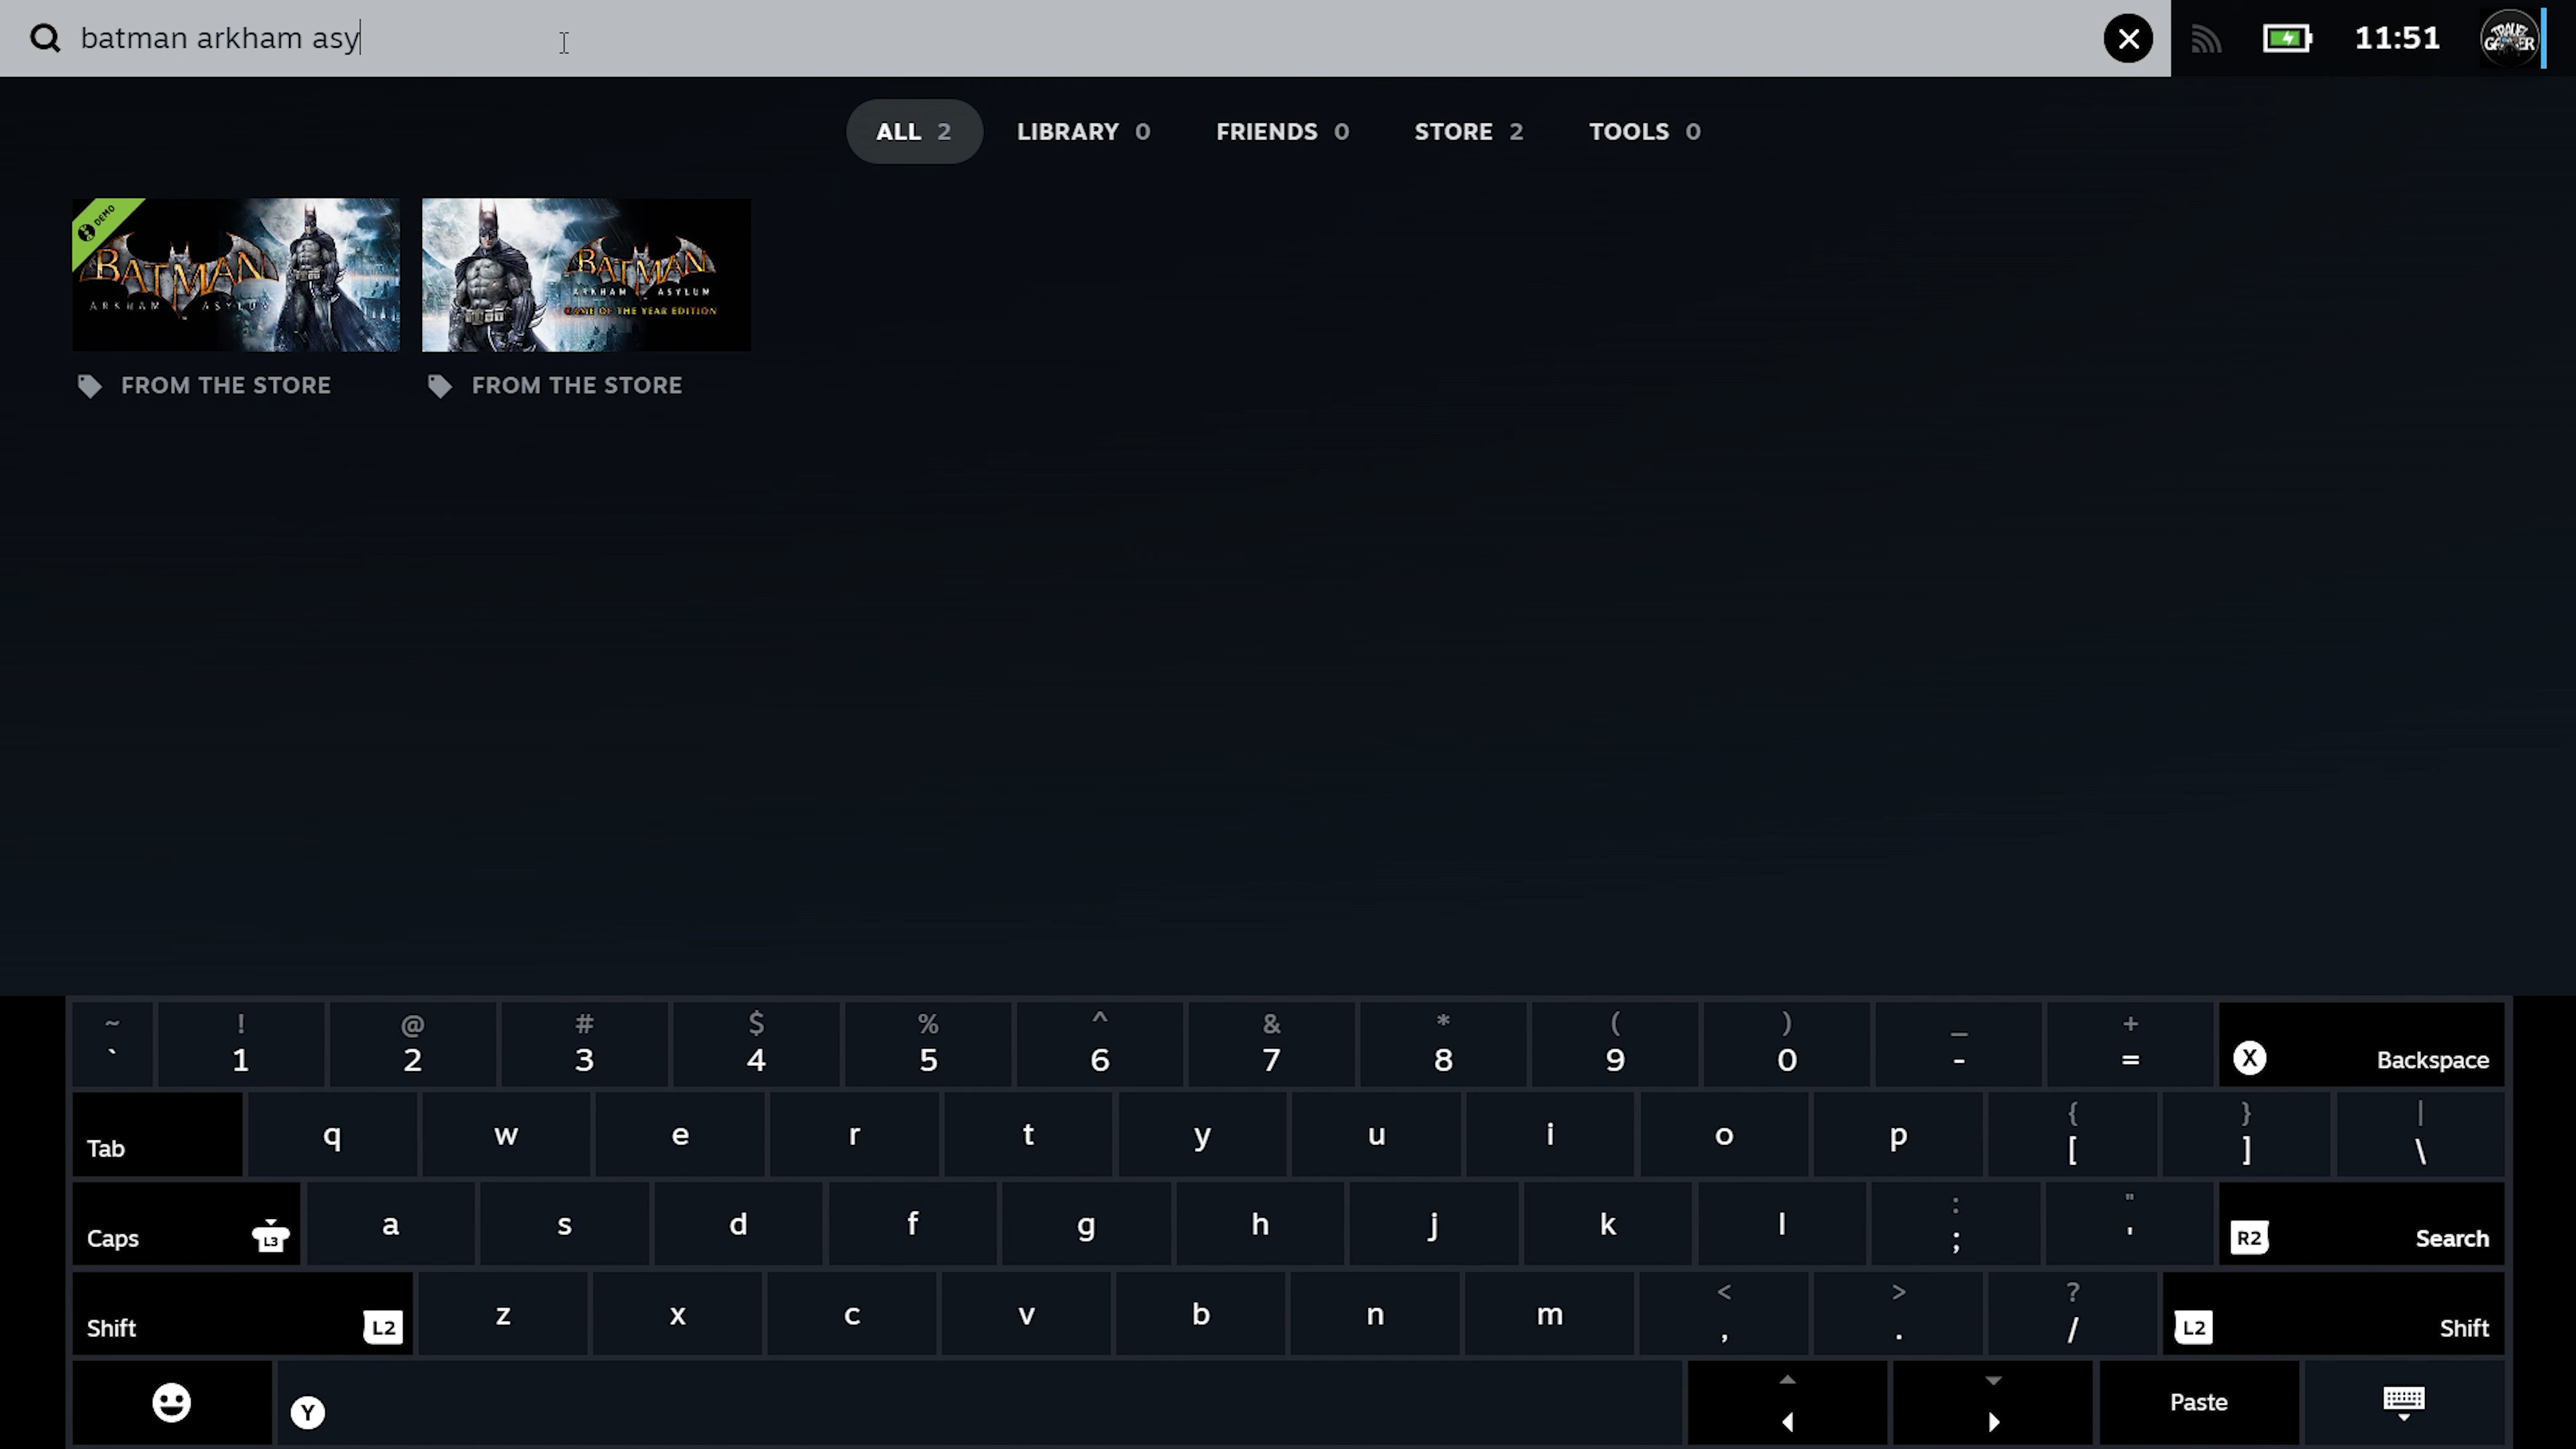 batman arkham asy
11:51
TRAVEL
GAMER
ALL 2 LIBRARY 0 FRIENDS 0 STORE 2 TOOLS 0
DEMO
BATMAN
ARKHAM ASYLUM
BATMAN
ARKHAM ASYLUM
GAME OF THE YEAR EDITION
FROM THE STORE
FROM THE STORE
~ ! @ # $ % ^ & * ( ) _ +
` 1 2 3 4 5 6 7 8 9 0 - = X Backspace
Tab q w e r t y u i o p { [ } ] | \
Caps L3 a s d f g h j k l : ; " ' R2 Search
Shift L2 z x c v b n m < , > . ? / L2 Shift
Y Paste